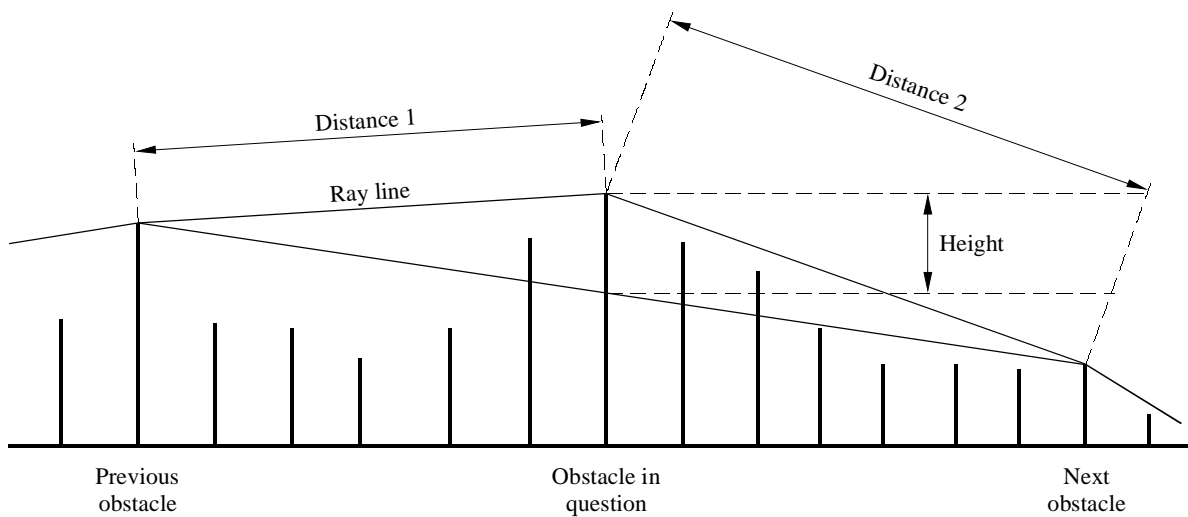 Distance 2
Distance 1
Ray line
Height
Previous
obstacle
Obstacle in
question
Next
obstacle